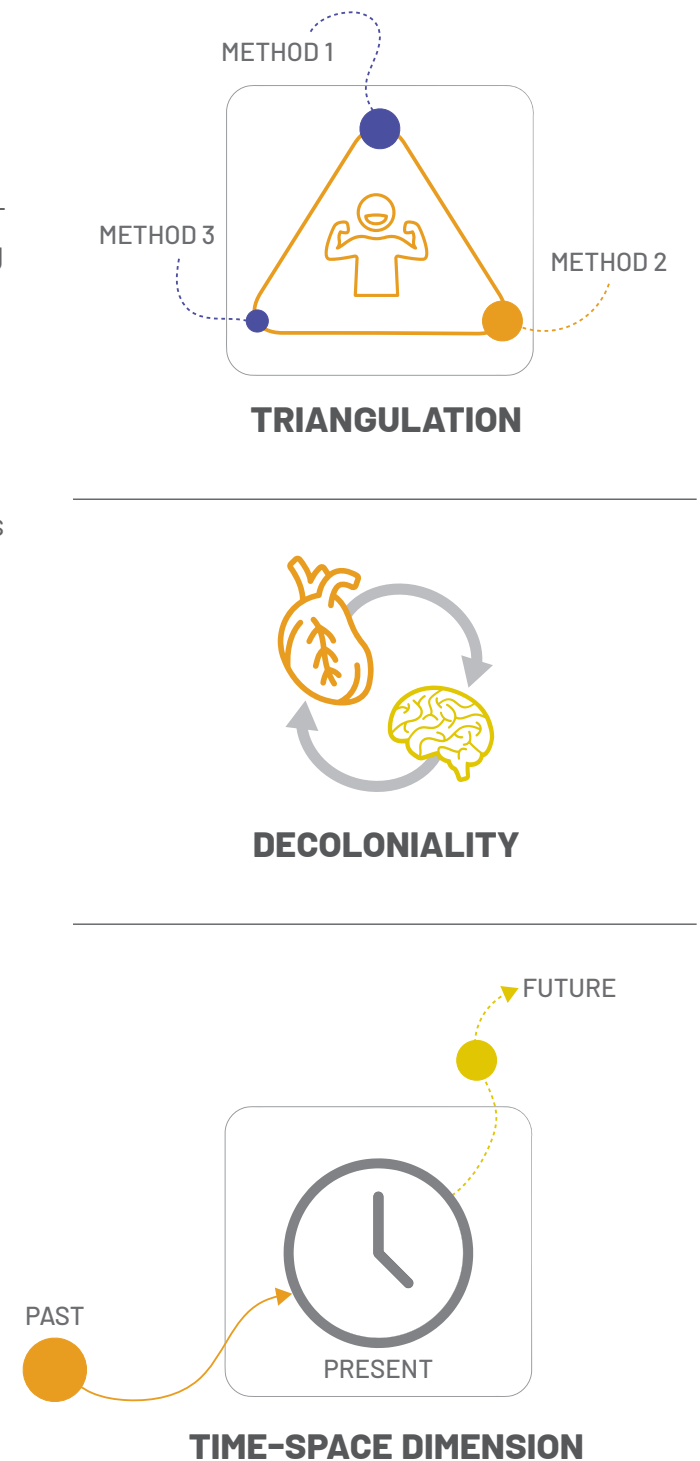 METHOD 1
METHOD 3
METHOD 2
TRIANGULATION
DECOLONIALITY
FUTURE
PAST
PRESENT
TIME-SPACE DIMENSION